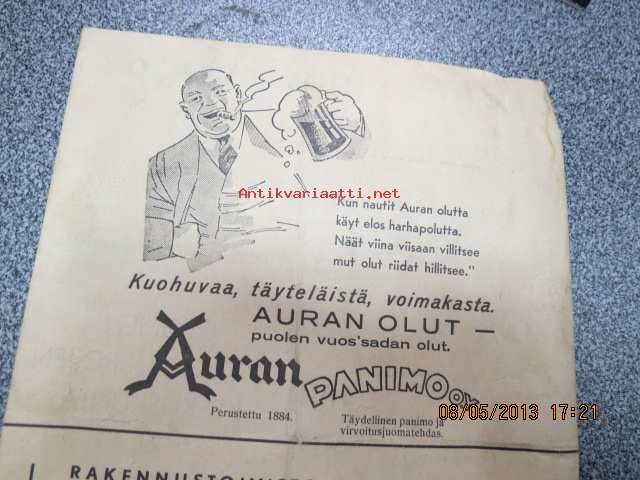 Antikvariaatti.net
Kun nautit Auran olutta
käyt elos harhapolutta.
Näät viina viisaan villitsee
mut olut riidat hillitsee."
Kuohuvaa, täyteläistä, voimakasta.
AURAN OLUT —
puolen vuos'sadan olut.
Auran PANIMO OY
Perustettu 1884.
Täydellinen panimo ja
virvoitusjuomatehdas.
08/05/2013 17:21